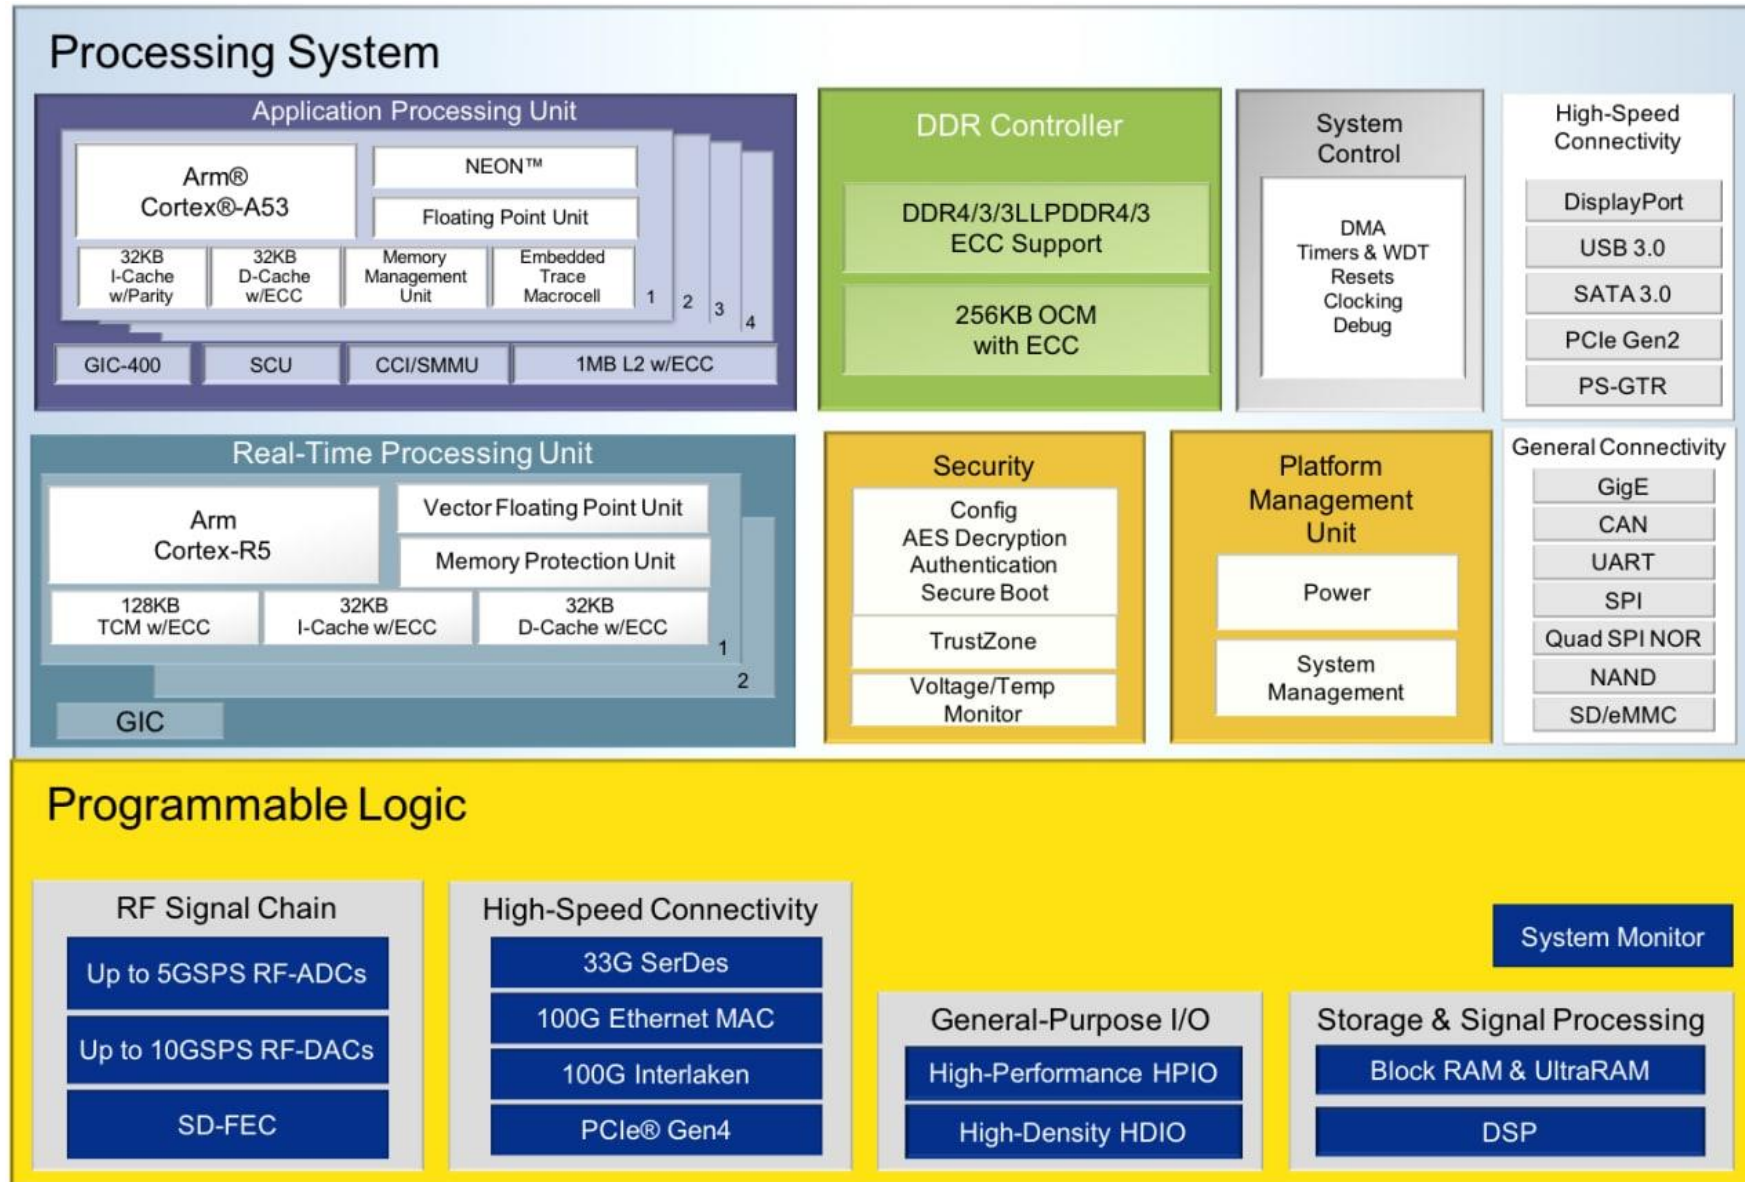 Processing System
Application Processing Unit
Arm®
Cortex®-A53
NEON™
Floating Point Unit
32KB
I-Cache
w/Parity
32KB
D-Cache
w/ECC
Memory
Management
Unit
Embedded
Trace
Macrocell
1
2
3
4
GIC-400
SCU
CCI/SMMU
1MB L2 w/ECC
DDR Controller
DDR4/3/3LLPDDR4/3
ECC Support
256KB OCM
with ECC
System
Control
DMA
Timers & WDT
Resets
Clocking
Debug
High-Speed
Connectivity
DisplayPort
USB 3.0
SATA 3.0
PCIe Gen2
PS-GTR
Real-Time Processing Unit
Arm
Cortex-R5
Vector Floating Point Unit
Memory Protection Unit
128KB
TCM w/ECC
32KB
I-Cache w/ECC
32KB
D-Cache w/ECC
1
2
GIC
Security
Config
AES Decryption
Authentication
Secure Boot
TrustZone
Voltage/Temp
Monitor
Platform
Management
Unit
Power
System
Management
General Connectivity
GigE
CAN
UART
SPI
Quad SPI NOR
NAND
SD/eMMC
Programmable Logic
RF Signal Chain
Up to 5GSPS RF-ADCs
Up to 10GSPS RF-DACs
SD-FEC
High-Speed Connectivity
33G SerDes
100G Ethernet MAC
100G Interlaken
PCIe® Gen4
General-Purpose I/O
High-Performance HPIO
High-Density HDIO
System Monitor
Storage & Signal Processing
Block RAM & UltraRAM
DSP